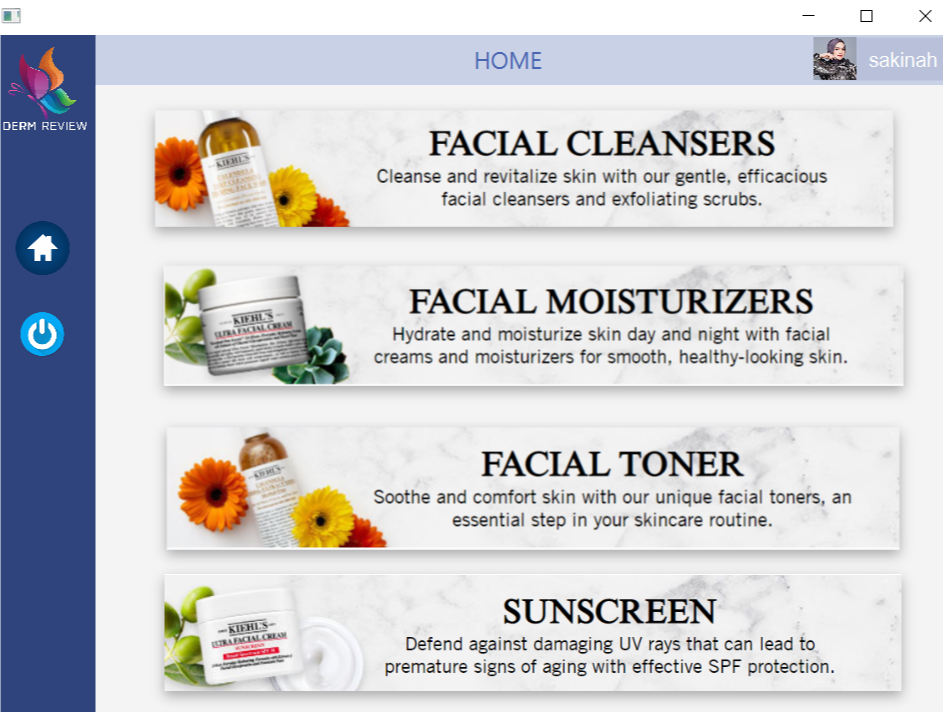 HOME
sakinah
DERM REVIEW
KIEHL'S
FACIAL CLEANSERS
Cleanse and revitalize skin with our gentle, efficacious
facial cleansers and exfoliating scrubs.
KIEHL'S
ULTRA FACIAL CREAM
FACIAL MOISTURIZERS
Hydrate and moisturize skin day and night with facial
creams and moisturizers for smooth, healthy-looking skin.
KIEHL'S
FACIAL TONER
Soothe and comfort skin with our unique facial toners, an
essential step in your skincare routine.
KIEHL'S
ULTRA FACIAL CREAM
SUNSCREEN
SUNSCREEN
Defend against damaging UV rays that can lead to
premature signs of aging with effective SPF protection.